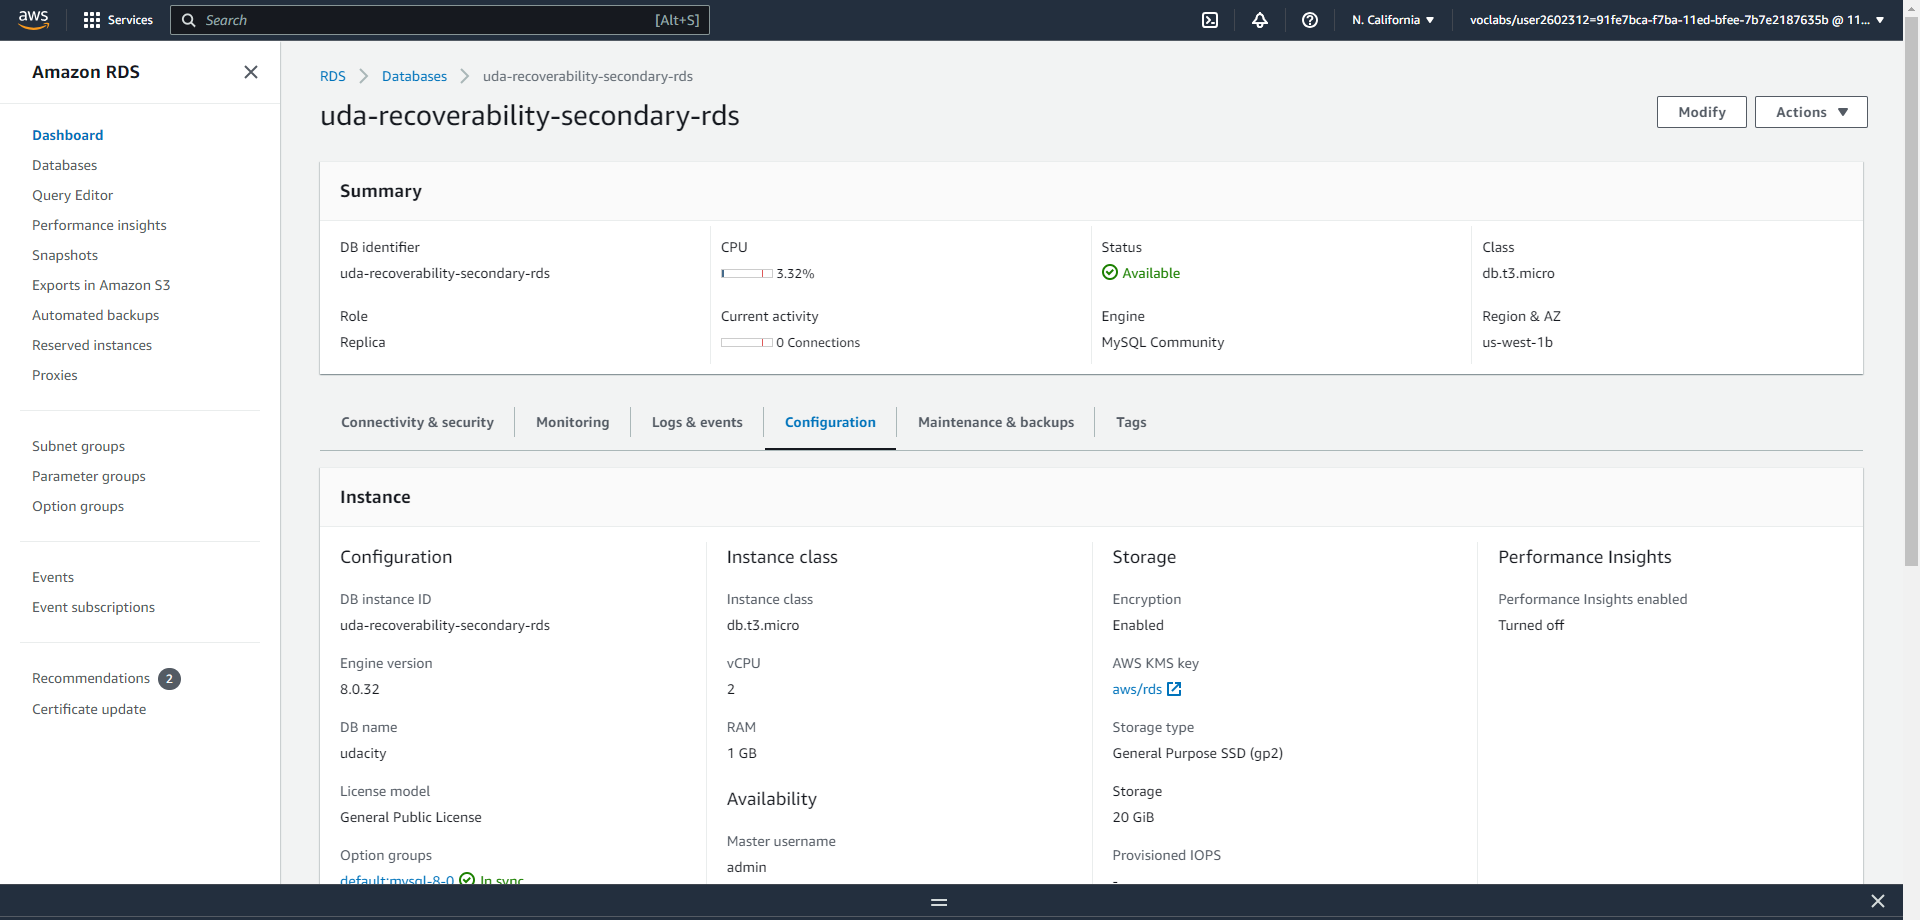 aws
Services
Search [Alt+S]
N. California
voclabs/user2602312=91fe7bca-f7ba-11ed-bfee-7b7e2187635b @ 11...
Amazon RDS
Dashboard
Databases
Query Editor
Performance insights
Snapshots
Exports in Amazon S3
Automated backups
Reserved instances
Proxies
Subnet groups
Parameter groups
Option groups
Events
Event subscriptions
Recommendations 2
Certificate update
RDS
Databases
uda-recoverability-secondary-rds
uda-recoverability-secondary-rds
Modify
Actions
Summary
DB identifier
uda-recoverability-secondary-rds
CPU
3.32%
Status
Available
Class
db.t3.micro
Role
Replica
Current activity
0 Connections
Engine
MySQL Community
Region & AZ
us-west-1b
Connectivity & security
Monitoring
Logs & events
Configuration
Maintenance & backups
Tags
Instance
Configuration
DB instance ID
uda-recoverability-secondary-rds
Engine version
8.0.32
DB name
udacity
License model
General Public License
Option groups
default:mysql-8-0 In sync
Instance class
Instance class
db.t3.micro
vCPU
2
RAM
1 GB
Availability
Master username
admin
Storage
Encryption
Enabled
AWS KMS key
aws/rds
Storage type
General Purpose SSD (gp2)
Storage
20 GiB
Provisioned IOPS
-
Performance Insights
Performance Insights enabled
Turned off